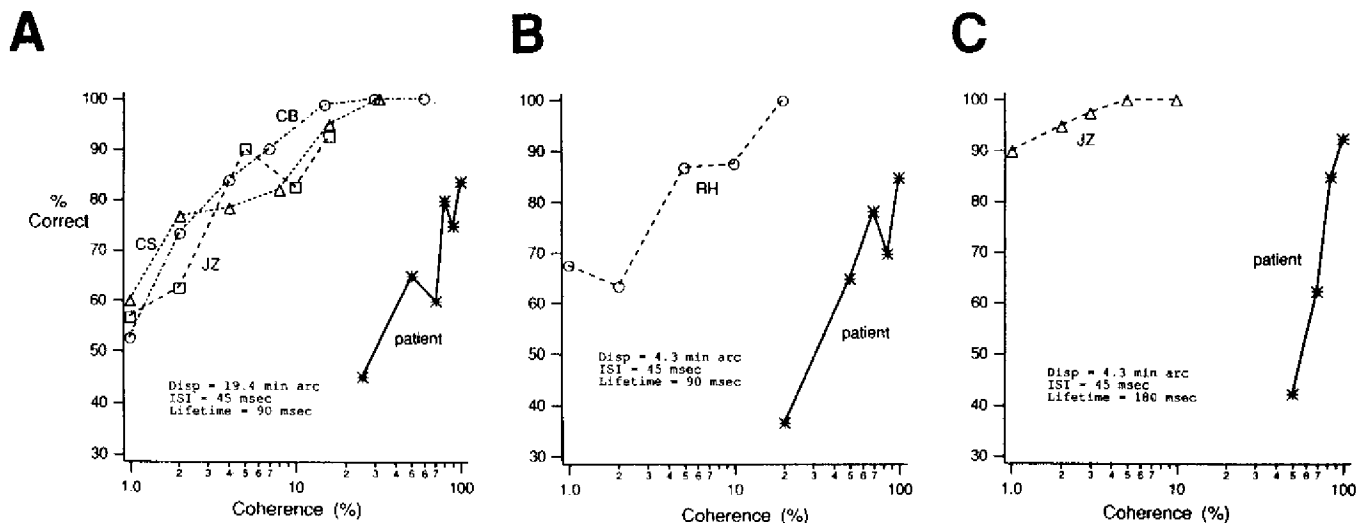 A
B
C
100
90
80
70
60
50
40
30
% Correct
CB
CS
JZ
patient
Disp = 19.4 min arc
ISI = 45 msec
Lifetime = 90 msec
1.0
2
3
4
5
6
7
10
2
3
4
5
6
7
100
Coherence (%)
100
90
80
70
60
50
40
30
RH
patient
Disp = 4.3 min arc
ISI = 45 msec
Lifetime = 90 msec
1.0
2
3
4
5
6
7
10
2
3
4
5
6
7
100
Coherence (%)
100
90
80
70
60
50
40
30
JZ
patient
Disp = 4.3 min arc
ISI = 45 msec
Lifetime = 180 msec
1.0
2
3
4
5
6
7
10
2
3
4
5
6
7
100
Coherence (%)